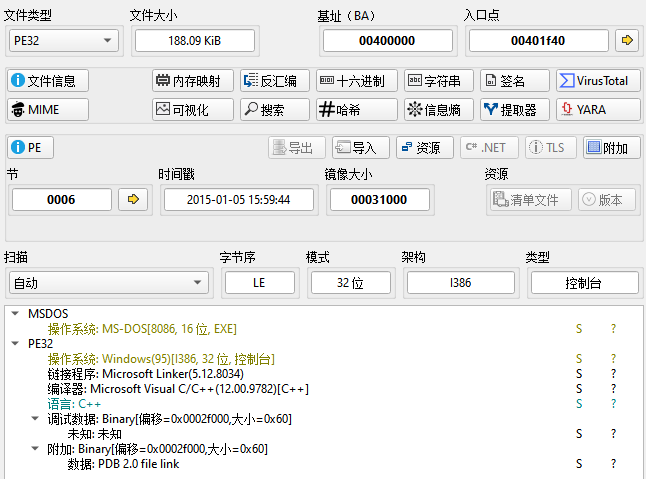 文件类型 文件大小 基址（BA） 入口点
PE32 188.09 KiB 00400000 00401f40
文件信息 内存映射 反汇编 十六进制 字符串 签名 VirusTotal
MIME 可视化 搜索 哈希 信息熵 提取器 YARA
PE 导出 导入 资源 .NET TLS 附加
节 时间戳 镜像大小 资源
0006 2015-01-05 15:59:44 00031000 清单文件 版本
扫描 字节序 模式 架构 类型
自动 LE 32 位 I386 控制台
MSDOS
操作系统: MS-DOS[8086, 16 位, EXE] S ?
PE32
操作系统: Windows(95)[I386, 32 位, 控制台] S ?
链接程序: Microsoft Linker(5.12.8034) S ?
编译器: Microsoft Visual C/C++(12.00.9782)[C++] S ?
语言: C++ S ?
调试数据: Binary[偏移=0x0002f000,大小=0x60]
未知: 未知 S ?
附加: Binary[偏移=0x0002f000,大小=0x60]
数据: PDB 2.0 file link S ?